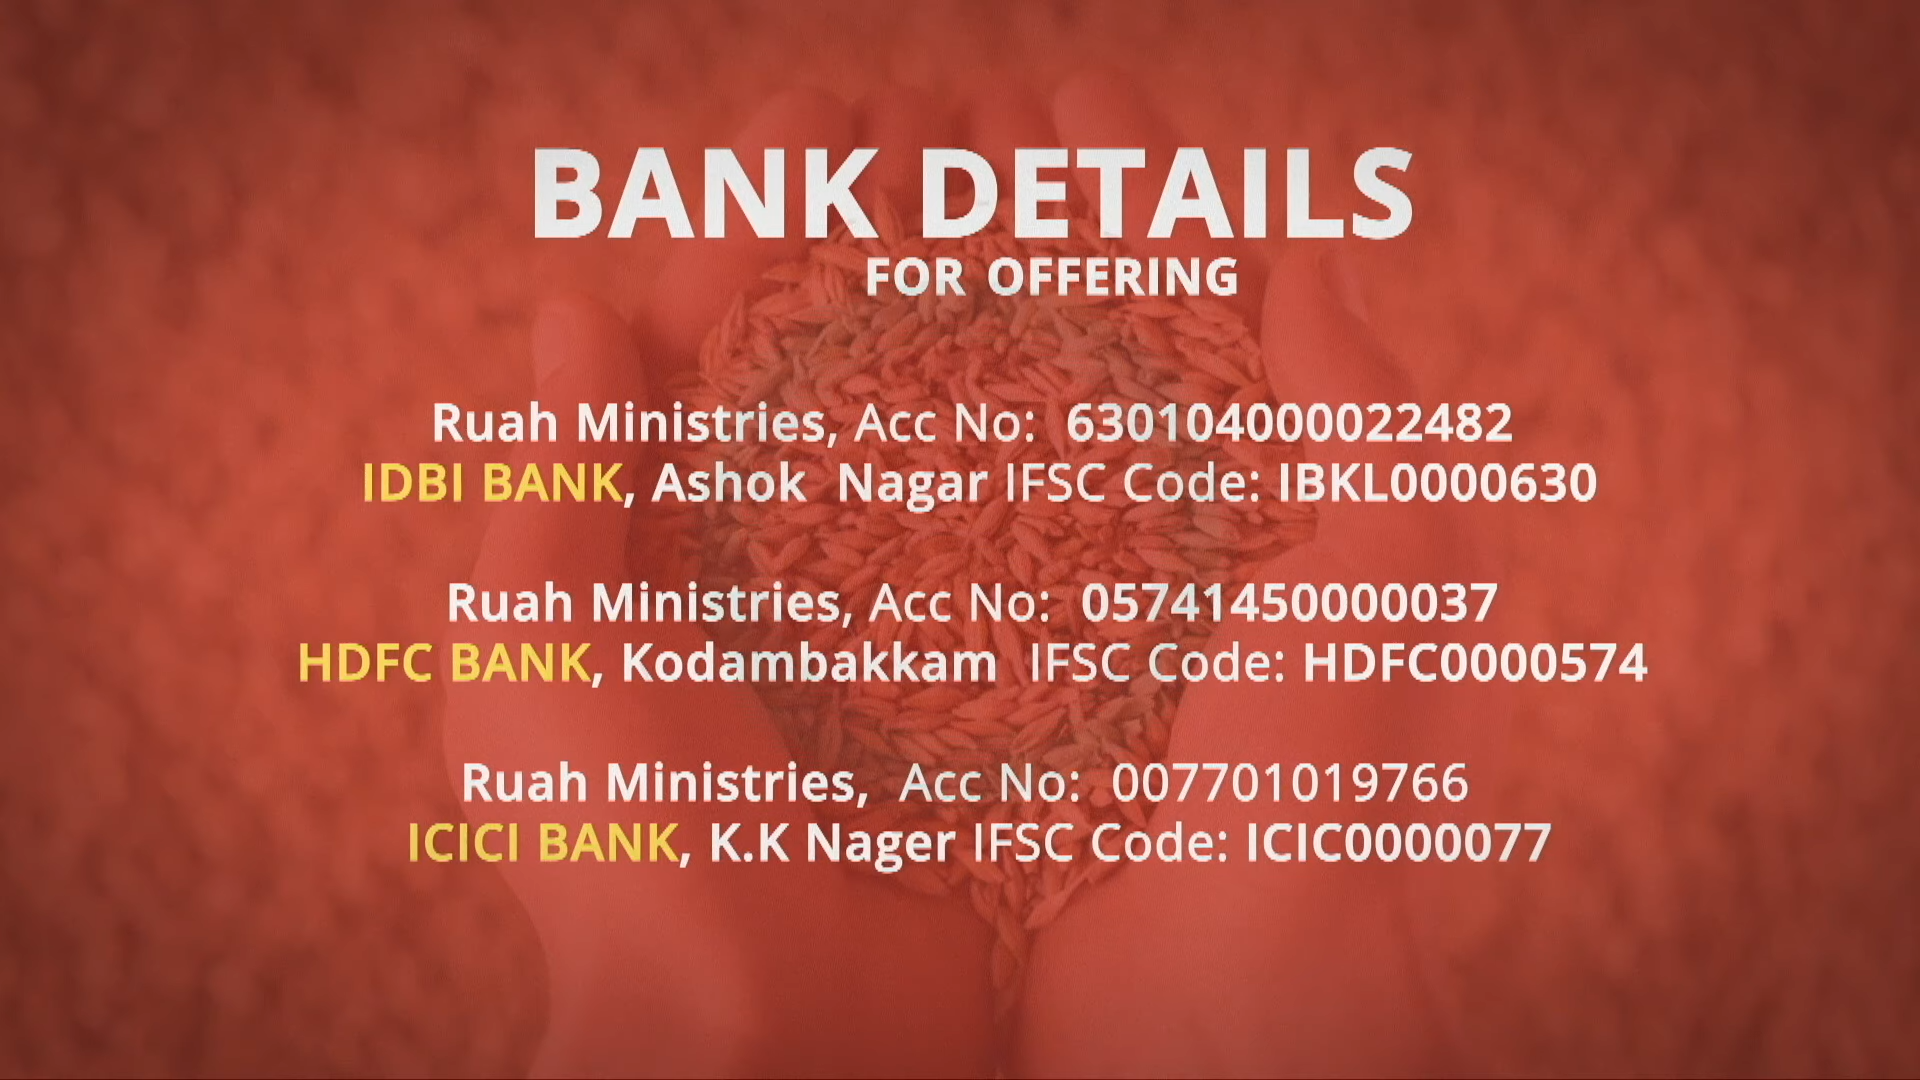 BANK DETAILS
FOR OFFERING
Ruah Ministries, Acc No: 630104000022482
IDBI BANK, Ashok Nagar IFSC Code: IBKL0000630
Ruah Ministries, Acc No: 05741450000037
HDFC BANK, Kodambakkam IFSC Code: HDFC0000574
Ruah Ministries, Acc No: 007701019766
ICICI BANK, K.K Nager IFSC Code: ICIC0000077